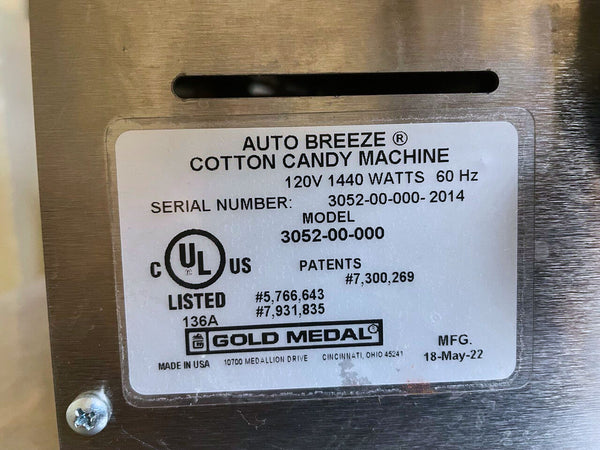 AUTO BREEZE ®
COTTON CANDY MACHINE
120V 1440 WATTS 60 Hz
SERIAL NUMBER: 3052-00-000- 2014
MODEL
3052-00-000
C UL US
®
LISTED
136A
PATENTS
#7,300,269
#5,766,643
#7,931,835
GOLD MEDAL®
MADE IN USA 10700 MEDALLION DRIVE CINCINNATI, OHIO 45241
MFG.
18-May-22